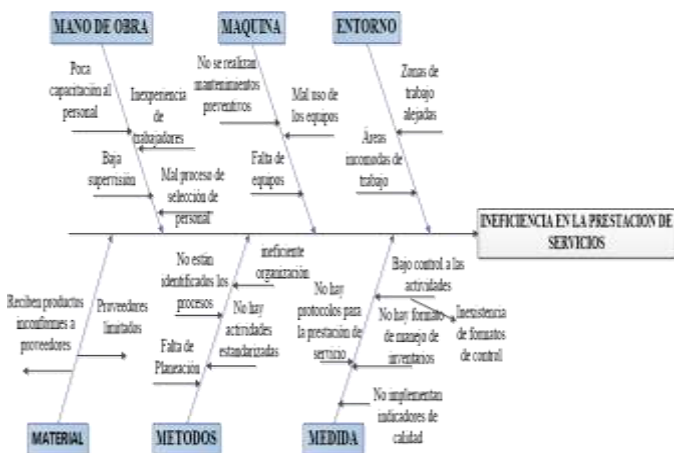 MANO DE OBRA
MAQUINA
ENTORNO
Poca
capacitación al
personal
Inexperiencia
de
trabajadores
Baja
supervisión
Mal proceso de
selección de
personal
No se realizan
mantenimientos
preventivos
Mal uso de
los equipos
Falta de
equipos
Zonas de
trabajo
alejadas
Áreas
incomodas de
trabajo
INEFICIENCIA EN LA PRESTACION DE
SERVICIOS
Reciben productos
inconformes a
proveedores
Proveedores
limitados
No están
identificados los
procesos
ineficiente
organización
No hay
actividades
estandarizadas
Falta de
Planeación
No hay
protocolos para
la prestación de
servicio
Bajo control a las
actividades
No hay formato
de manejo de
inventarios
Inexistencia
de formatos
de control
No implementan
indicadores de
calidad
MATERIAL
METODOS
MEDIDA